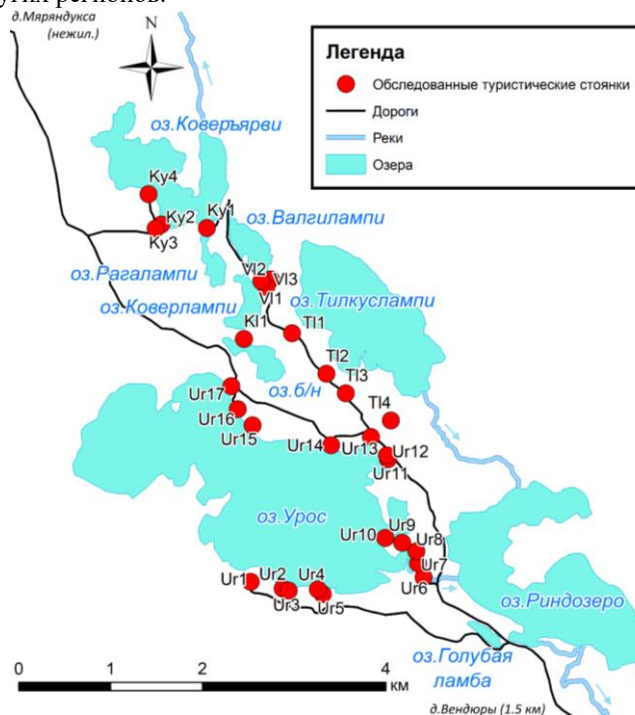 угих регионов.
д.Мяряндукса
(нежил.)
N
Легенда
Обследованные туристические стоянки
Дороги
Реки
Озера
оз.Коверъярви
Ky4
Ky2
Ky1
Ky3
оз.Валгилампи
оз.Рагалампи
Vl2
Vl3
Vl1
оз.Коверлампи
оз.Тилкуслампи
Kl1
Tl1
Tl2
Tl3
оз.б/н
Ur17
Tl4
Ur16
Ur15
Ur14
Ur13
Ur12
Ur11
оз.Урос
Ur10
Ur9
Ur8
Ur7
Ur6
Ur1
Ur2
Ur4
Ur3
Ur5
оз.Риндозеро
оз.Голубая
ламба
0
1
2
4
км
д.Вендюры (1.5 км)